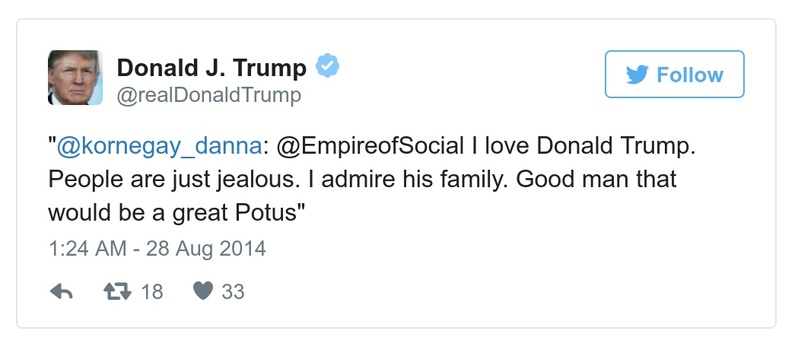 Donald J. Trump
@realDonaldTrump
Follow
"@kornegay_danna: @EmpireofSocial I love Donald Trump.
People are just jealous. I admire his family. Good man that
would be a great Potus"
1:24 AM - 28 Aug 2014
18 33